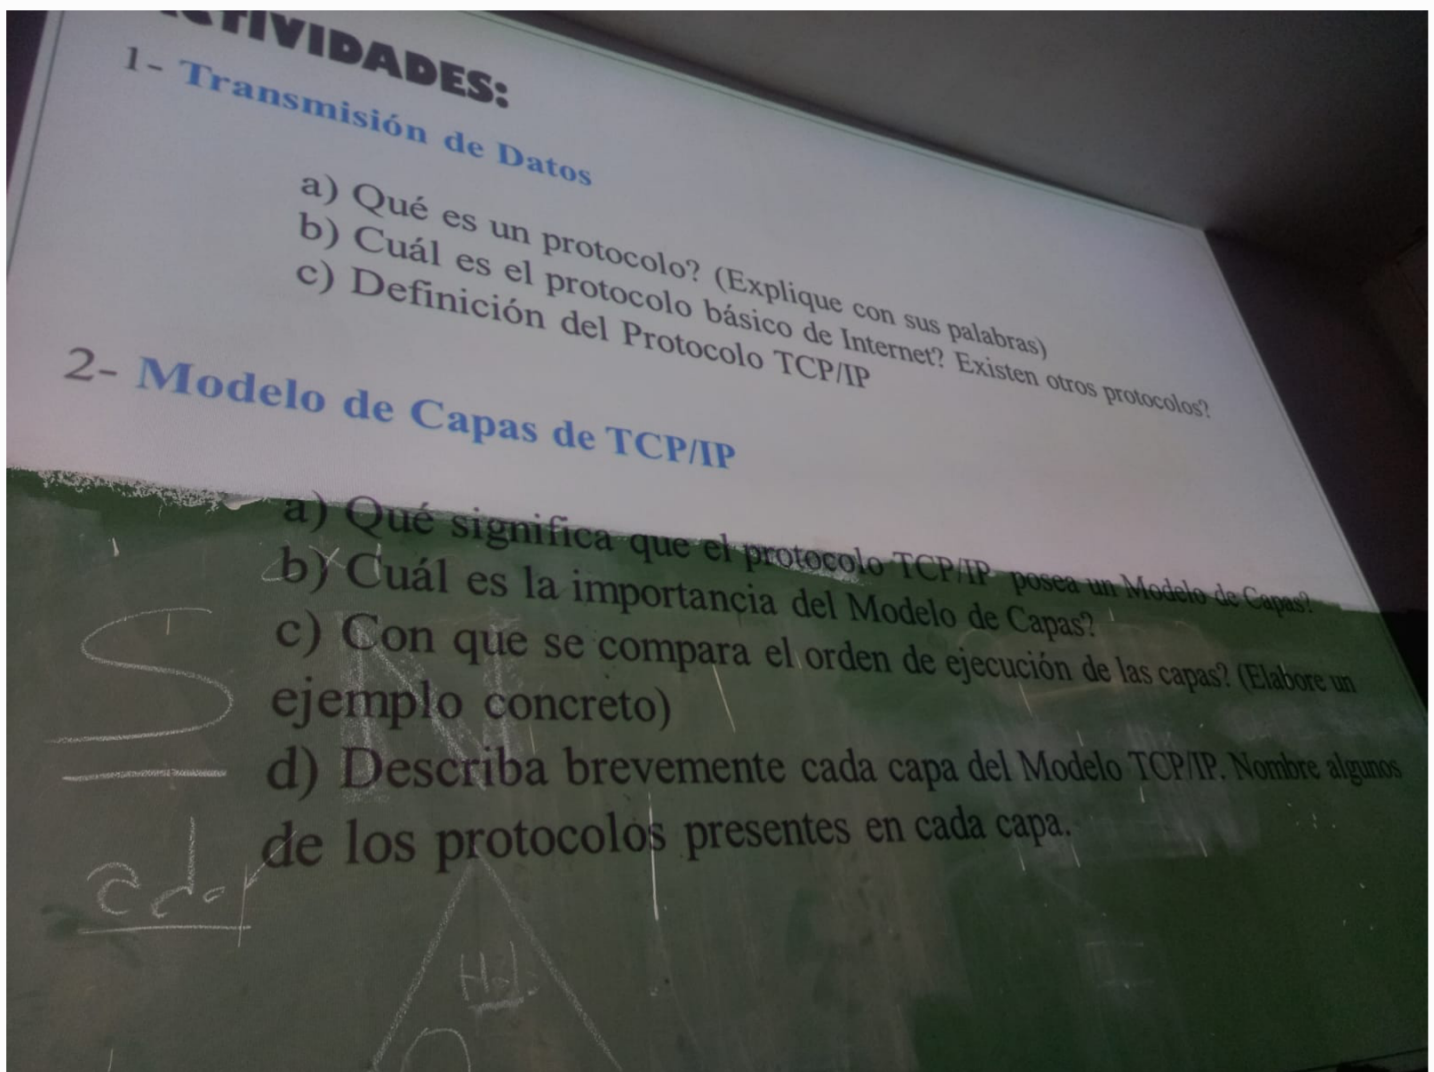 ACTIVIDADES:
1- Transmisión de Datos
a) Qué es un protocolo? (Explique con sus palabras)
b) Cuál es el protocolo básico de Internet? Existen otros protocolos?
c) Definición del Protocolo TCP/IP
2- Modelo de Capas de TCP/IP
a) Qué significa que el protocolo TCP/IP posea un Modelo de Capas?
b) Cuál es la importancia del Modelo de Capas?
c) Con que se compara el orden de ejecución de las capas? (Elabore un
ejemplo concreto)
d) Describa brevemente cada capa del Modelo TCP/IP. Nombre algunos
de los protocolos presentes en cada capa.